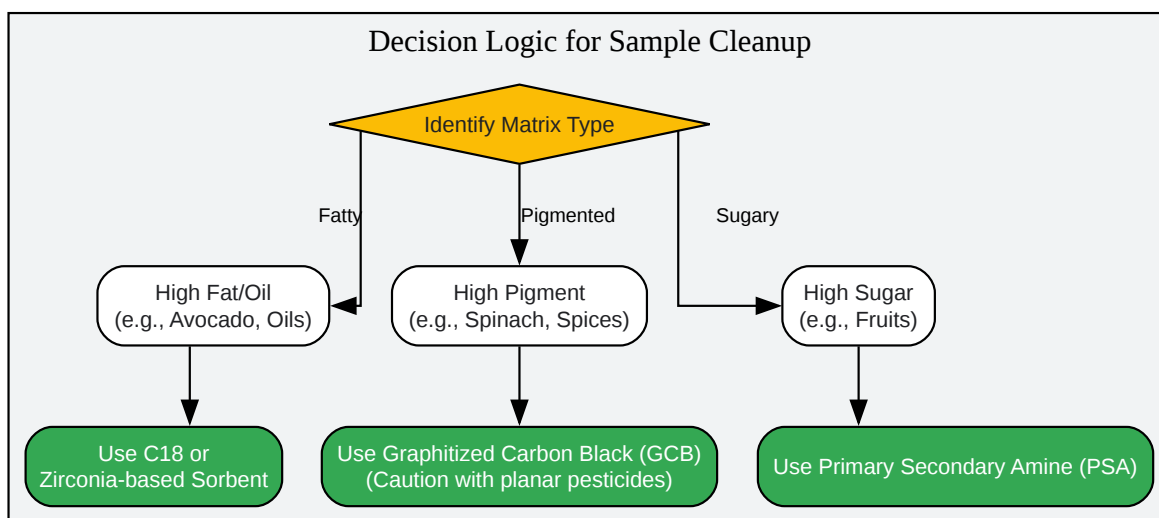 Decision Logic for Sample Cleanup
Identify Matrix Type
Fatty
Pigmented
Sugary
High Fat/Oil
(e.g., Avocado, Oils)
High Pigment
(e.g., Spinach, Spices)
High Sugar
(e.g., Fruits)
Use C18 or
Zirconia-based Sorbent
Use Graphitized Carbon Black (GCB)
(Caution with planar pesticides)
Use Primary Secondary Amine (PSA)